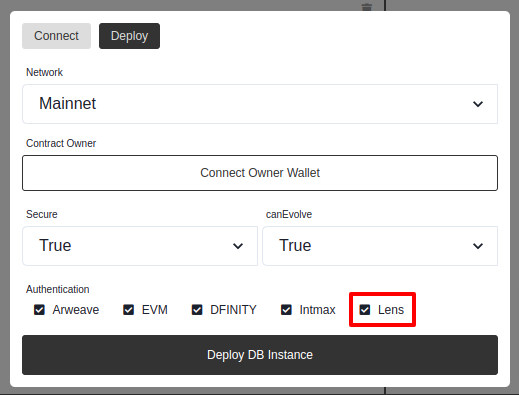 Connect Deploy
Network
Mainnet
Contract Owner
Connect Owner Wallet
Secure canEvolve
True True
Authentication
Arweave EVM DFINITY Intmax Lens
Deploy DB Instance